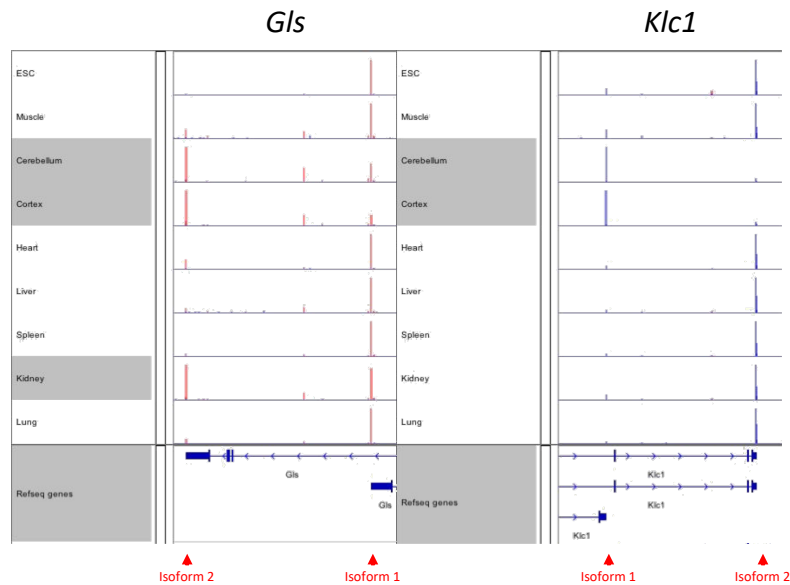 Gls
Klc1
ESC
Muscle
Cerebellum
Cortex
Heart
Liver
Spleen
Kidney
Lung
Refseq genes
Gls
Gls
Isoform 2
Isoform 1
ESC
Muscle
Cerebellum
Cortex
Heart
Liver
Spleen
Kidney
Lung
Refseq genes
Klc1
Klc1
Klc1
Isoform 1
Isoform 2